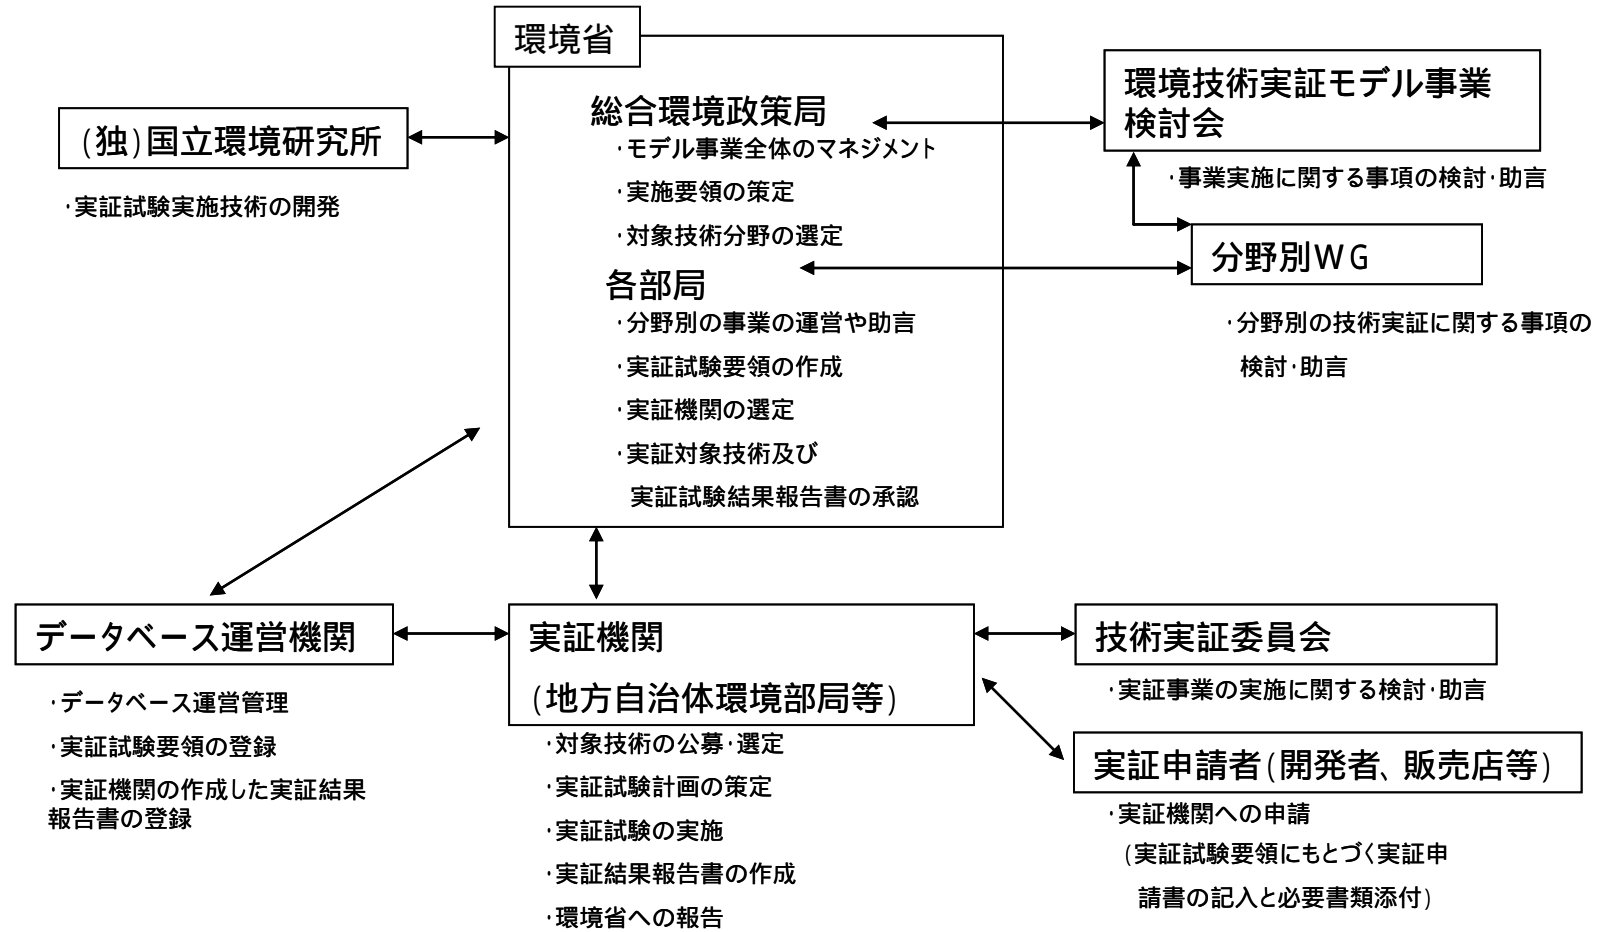 環境省
総合環境政策局
・モデル事業全体のマネジメント
・実施要領の策定
・対象技術分野の選定
各部局
・分野別の事業の運営や助言
・実証試験要領の作成
・実証機関の選定
・実証対象技術及び
実証試験結果報告書の承認
(独)国立環境研究所
・実証試験実施技術の開発
環境技術実証モデル事業
検討会
・事業実施に関する事項の検討・助言
分野別WG
・分野別の技術実証に関する事項の
検討・助言
データベース運営機関
・データベース運営管理
・実証試験要領の登録
・実証機関の作成した実証結果
報告書の登録
実証機関
(地方自治体環境部局等)
・対象技術の公募・選定
・実証試験計画の策定
・実証試験の実施
・実証結果報告書の作成
・環境省への報告
技術実証委員会
・実証事業の実施に関する検討・助言
実証申請者(開発者、販売店等)
・実証機関への申請
(実証試験要領にもとづく実証申
請書の記入と必要書類添付)